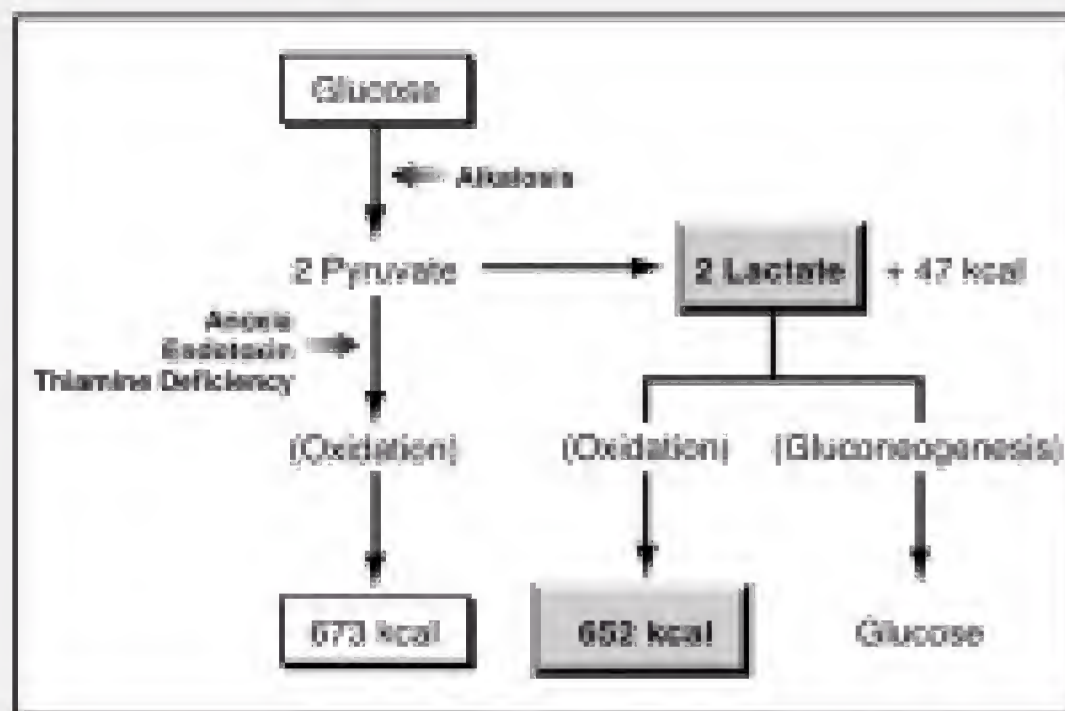 Glucose
Alkalosis
2 Pyruvate
2 Lactate + 47 kcal
Anoxia
Endotoxin
Thiamine Deficiency
(Oxidation)
(Oxidation) (Gluconeogenesis)
673 kcal
652 kcal
Glucose